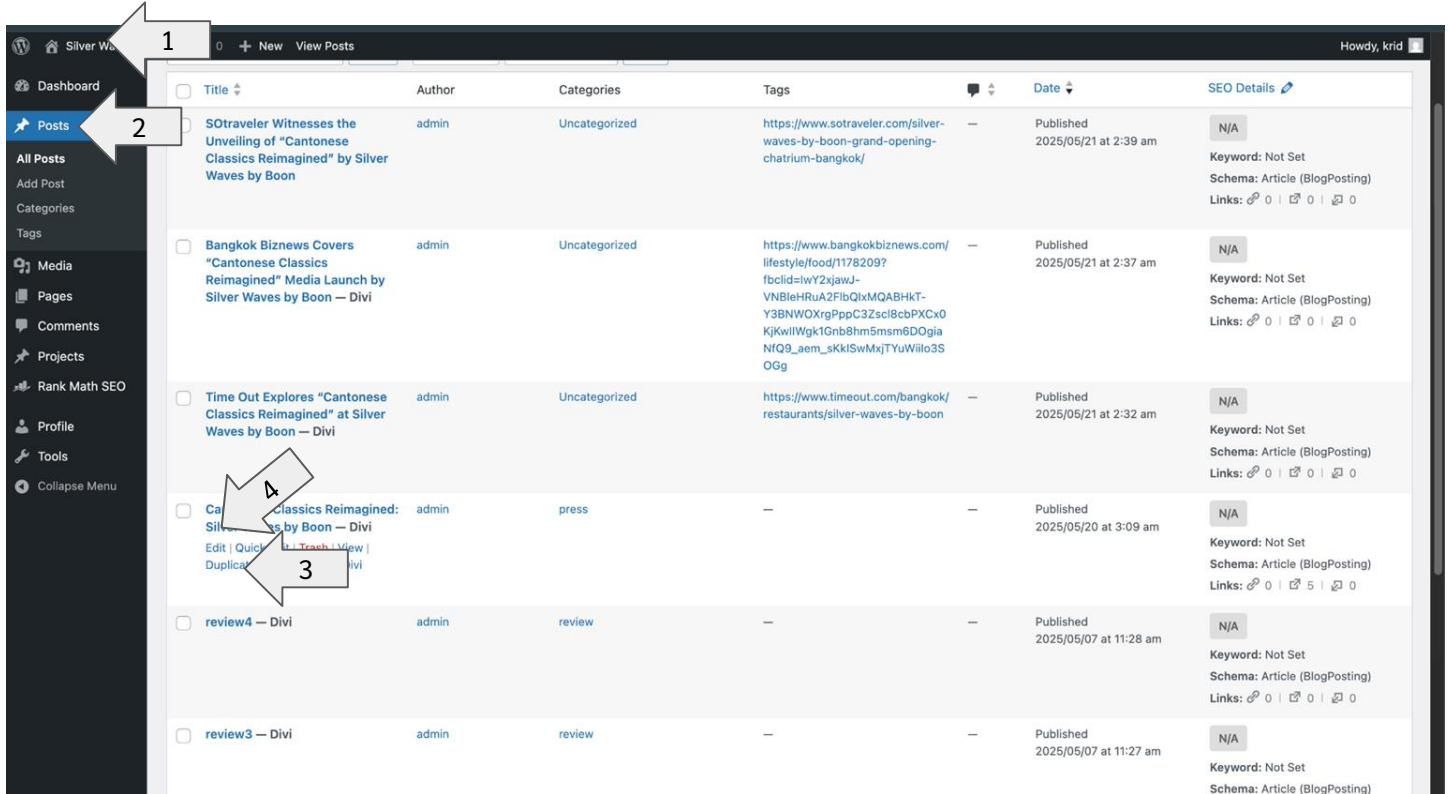 Silver Wa
1
0
+ New
View Posts
Howdy, krid
Dashboard
Posts
2
All Posts
Add Post
Categories
Tags
Media
Pages
Comments
Projects
Rank Math SEO
Profile
Tools
Collapse Menu
Title
Author
Categories
Tags
Date
SEO Details
SOtraveler Witnesses the
Unveiling of “Cantonese
Classics Reimagined” by Silver
Waves by Boon
admin
Uncategorized
https://www.sotraveler.com/silver-
waves-by-boon-grand-opening-
chatrium-bangkok/
—
Published
2025/05/21 at 2:39 am
N/A
Keyword: Not Set
Schema: Article (BlogPosting)
Links: 0 | 0 | 0
Bangkok Biznews Covers
“Cantonese Classics
Reimagined” Media Launch by
Silver Waves by Boon — Divi
admin
Uncategorized
https://www.bangkokbiznews.com/
lifestyle/food/1178209?
fbclid=IwY2xjawJ-
VNBleHRuA2FlbQIxMQABHkT-
Y3BNWOXrgPppC3Zscl8cbPXCx0
KjKwIlWgk1Gnb8hm5msm6DOgia
NfQ9_aem_sKkISwMxjTYuWiilo3S
OGg
—
Published
2025/05/21 at 2:37 am
N/A
Keyword: Not Set
Schema: Article (BlogPosting)
Links: 0 | 0 | 0
Time Out Explores “Cantonese
Classics Reimagined” at Silver
Waves by Boon — Divi
admin
Uncategorized
https://www.timeout.com/bangkok/
restaurants/silver-waves-by-boon
—
Published
2025/05/21 at 2:32 am
N/A
Keyword: Not Set
Schema: Article (BlogPosting)
Links: 0 | 0 | 0
4
Classics Reimagined:
by Boon — Divi
Edit | Quick Trash | View |
3
admin
press
—
—
Published
2025/05/20 at 3:09 am
N/A
Keyword: Not Set
Schema: Article (BlogPosting)
Links: 0 | 5 | 0
review4 — Divi
admin
review
—
—
Published
2025/05/07 at 11:28 am
N/A
Keyword: Not Set
Schema: Article (BlogPosting)
Links: 0 | 0 | 0
review3 — Divi
admin
review
—
—
Published
2025/05/07 at 11:27 am
N/A
Keyword: Not Set
Schema: Article (BlogPosting)